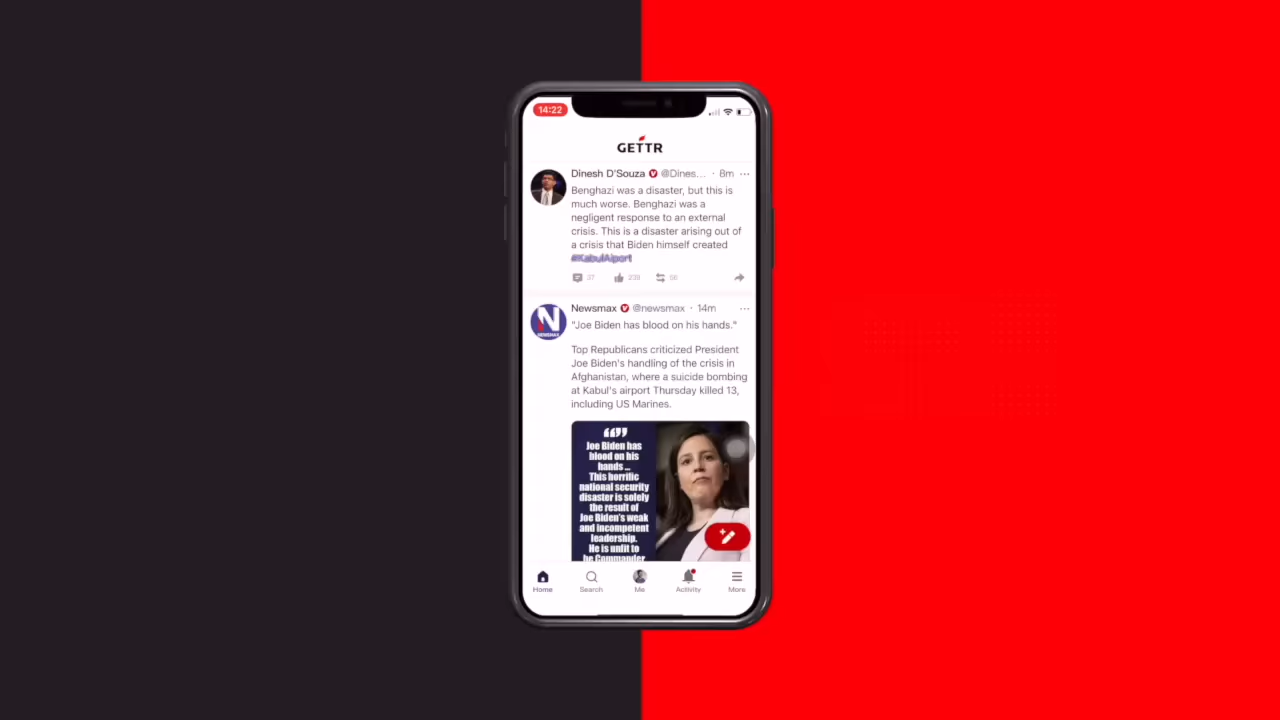 14:22
GETTR
Dinesh D'Souza @Dines... · 8m
Benghazi was a disaster, but this is
much worse. Benghazi was a
negligent response to an external
crisis. This is a disaster arising out of
a crisis that Biden himself created
#KabulAiport
37
Newsmax @newsmax · 14m
"Joe Biden has blood on his hands."
Top Republicans criticized President
Joe Biden's handling of the crisis in
Afghanistan, where a suicide bombing
at Kabul's airport Thursday killed 13,
including US Marines.
N
NEWSMAX
Joe Biden has
blood on his
hands ...
This horrific
national security
disaster is solely
the result of
Joe Biden's weak
and incompetent
leadership.
He is unfit to
be Commander
Home Search Me Activity More